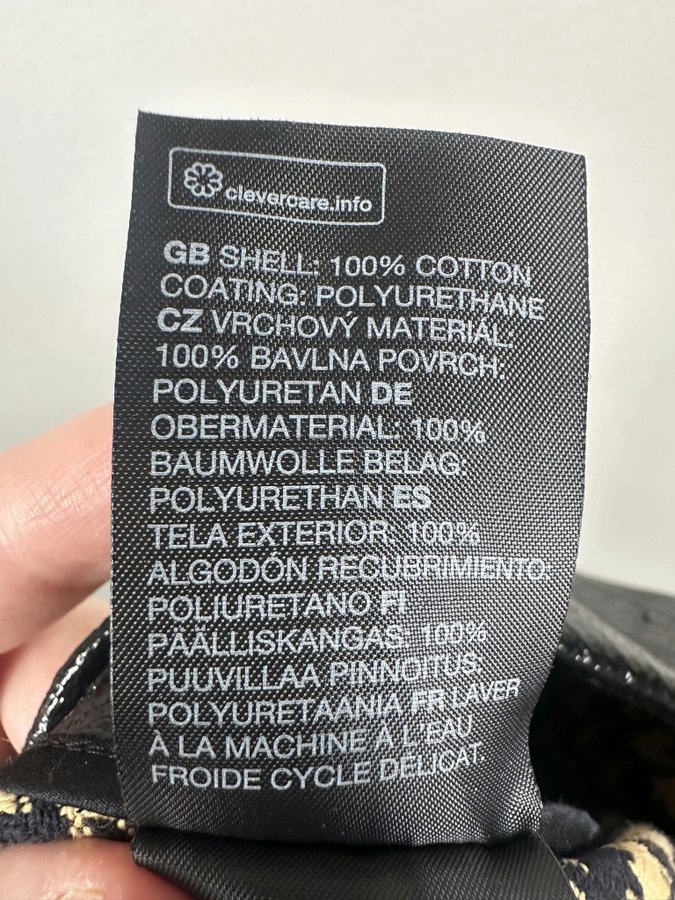 clevercare.info
GB SHELL: 100% COTTON
COATING: POLYURETHANE
CZ VRCHOVÝ MATERIÁL:
100% BAVLNA POVRCH:
POLYURETAN DE
OBERMATERIAL: 100%
BAUMWOLLE BELAG:
POLYURETHAN ES
TELA EXTERIOR: 100%
ALGODÓN RECUBRIMIENTO:
POLIURETANO FI
PÄÄLLISKANGAS: 100%
PUUVILLAA PINNOITUS:
POLYURETAANIA FR LAVER
À LA MACHINE À L'EAU
FROIDE CYCLE DÉLICAT.